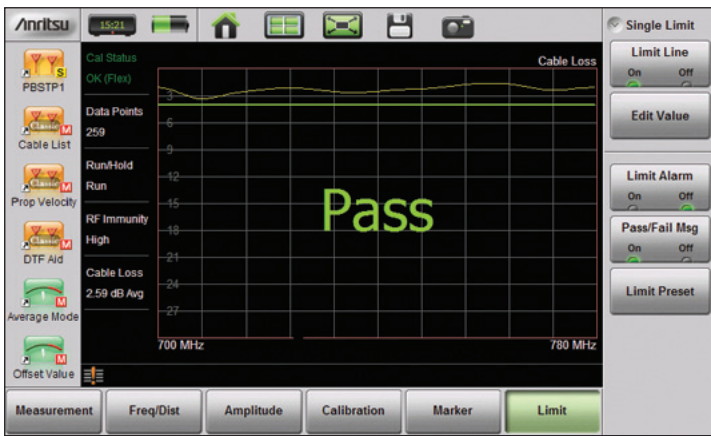 Anritsu
15:21
Single Limit
PBSTP1
S
Cable List
Classic
M
Prop Velocity
Classic
M
DTF Aid
Classic
M
Average Mode
M
Offset Value
M
Cal Status
OK (Flex)
Data Points
259
Run/Hold
Run
RF Immunity
High
Cable Loss
2.59 dB Avg
Cable Loss
-3
-6
-9
-12
-15
-18
-21
-24
-27
Pass
700 MHz
780 MHz
Limit Line
On Off
Edit Value
Limit Alarm
On Off
Pass/Fail Msg
On Off
Limit Preset
Measurement
Freq/Dist
Amplitude
Calibration
Marker
Limit